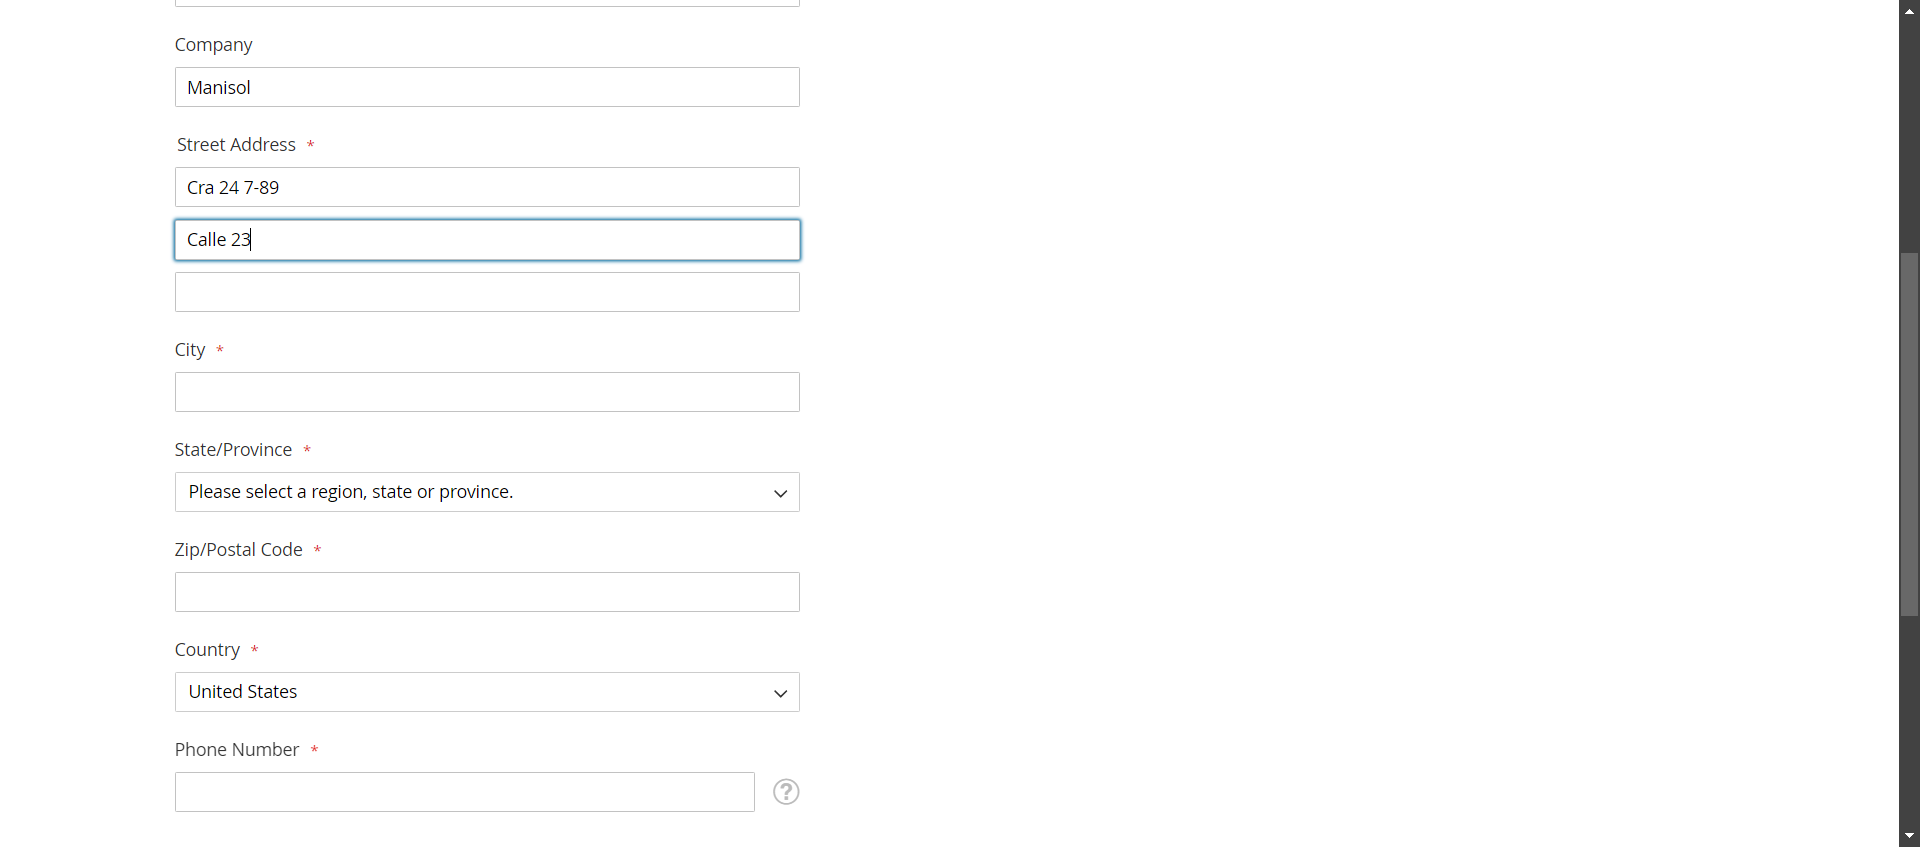 Company
Manisol
Street Address *
Cra 24 7-89
Calle 23
City *
State/Province *
Please select a region, state or province.
Zip/Postal Code *
Country *
United States
Phone Number *
?